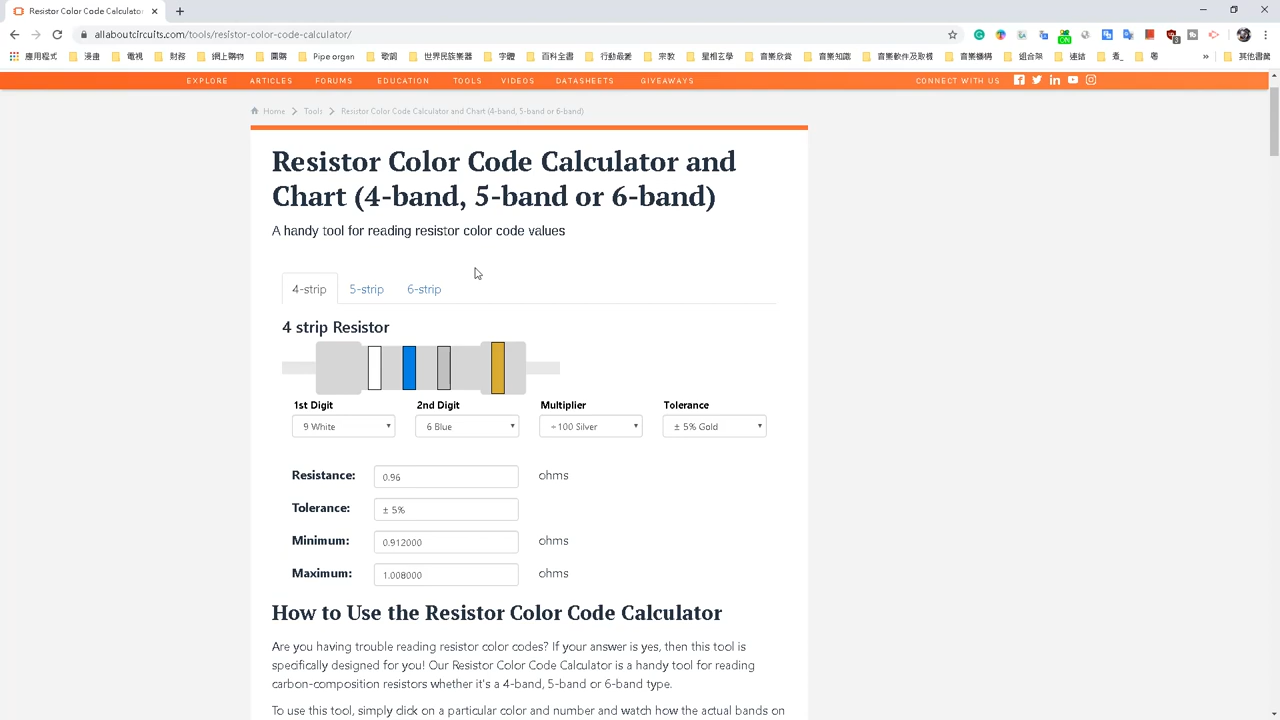 Resistor Color Code Calculator
allaboutcircuits.com/tools/resistor-color-code-calculator/
應用程式 漫畫 電視 財務 網上購物 團購 Pipe organ 歌詞 世界民族樂器 字體 百科全書 行動最愛 宗教 星相玄學 音樂欣賞 音樂知識 音樂軟件及取樣 音樂機構 組合架 連結 煮_ 粵 » 其他書籤
EXPLORE ARTICLES FORUMS EDUCATION TOOLS VIDEOS DATASHEETS GIVEAWAYS CONNECT WITH US
Home Tools Resistor Color Code Calculator and Chart (4-band, 5-band or 6-band)
Resistor Color Code Calculator and
Chart (4-band, 5-band or 6-band)
A handy tool for reading resistor color code values
4-strip 5-strip 6-strip
4 strip Resistor
1st Digit 2nd Digit Multiplier Tolerance
9 White 6 Blue ÷100 Silver ± 5% Gold
Resistance: 0.96 ohms
Tolerance: ± 5%
Minimum: 0.912000 ohms
Maximum: 1.008000 ohms
How to Use the Resistor Color Code Calculator
Are you having trouble reading resistor color codes? If your answer is yes, then this tool is
specifically designed for you! Our Resistor Color Code Calculator is a handy tool for reading
carbon-composition resistors whether it's a 4-band, 5-band or 6-band type.
To use this tool, simply click on a particular color and number and watch how the actual bands on